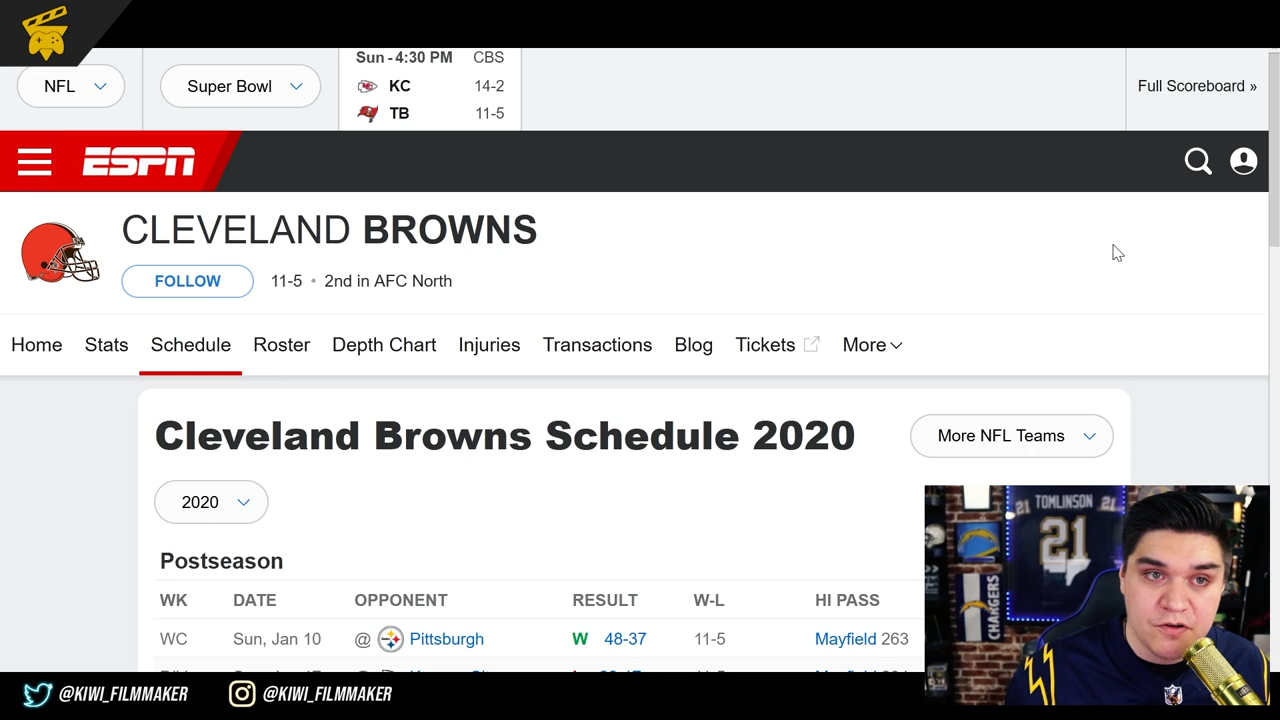 NFL
Super Bowl
Sun - 4:30 PM CBS
KC 14-2
TB 11-5
Full Scoreboard »
ESPN
CLEVELAND BROWNS
FOLLOW
11-5 • 2nd in AFC North
Home Stats Schedule Roster Depth Chart Injuries Transactions Blog Tickets More
Cleveland Browns Schedule 2020
More NFL Teams
2020
Postseason
WK DATE OPPONENT RESULT W-L HI PASS
WC Sun, Jan 10 @ Pittsburgh W 48-37 11-5 Mayfield 263
21 TOMLINSON 21
21
CHARGERS
@KIWI_FILMMAKER
@KIWI_FILMMAKER